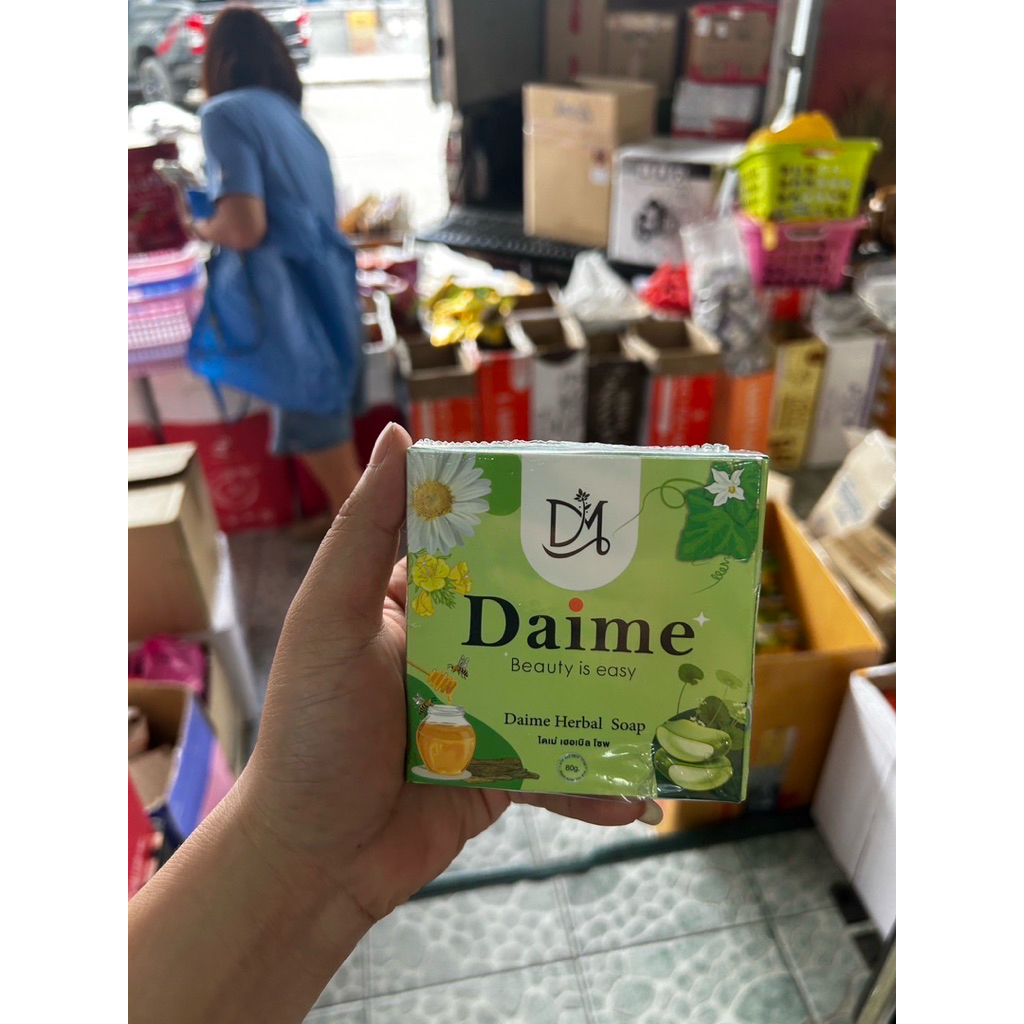 DM
Daime
Beauty is easy
Daime Herbal Soap
ไดเม่ เฮอเบิล โซพ
60g.